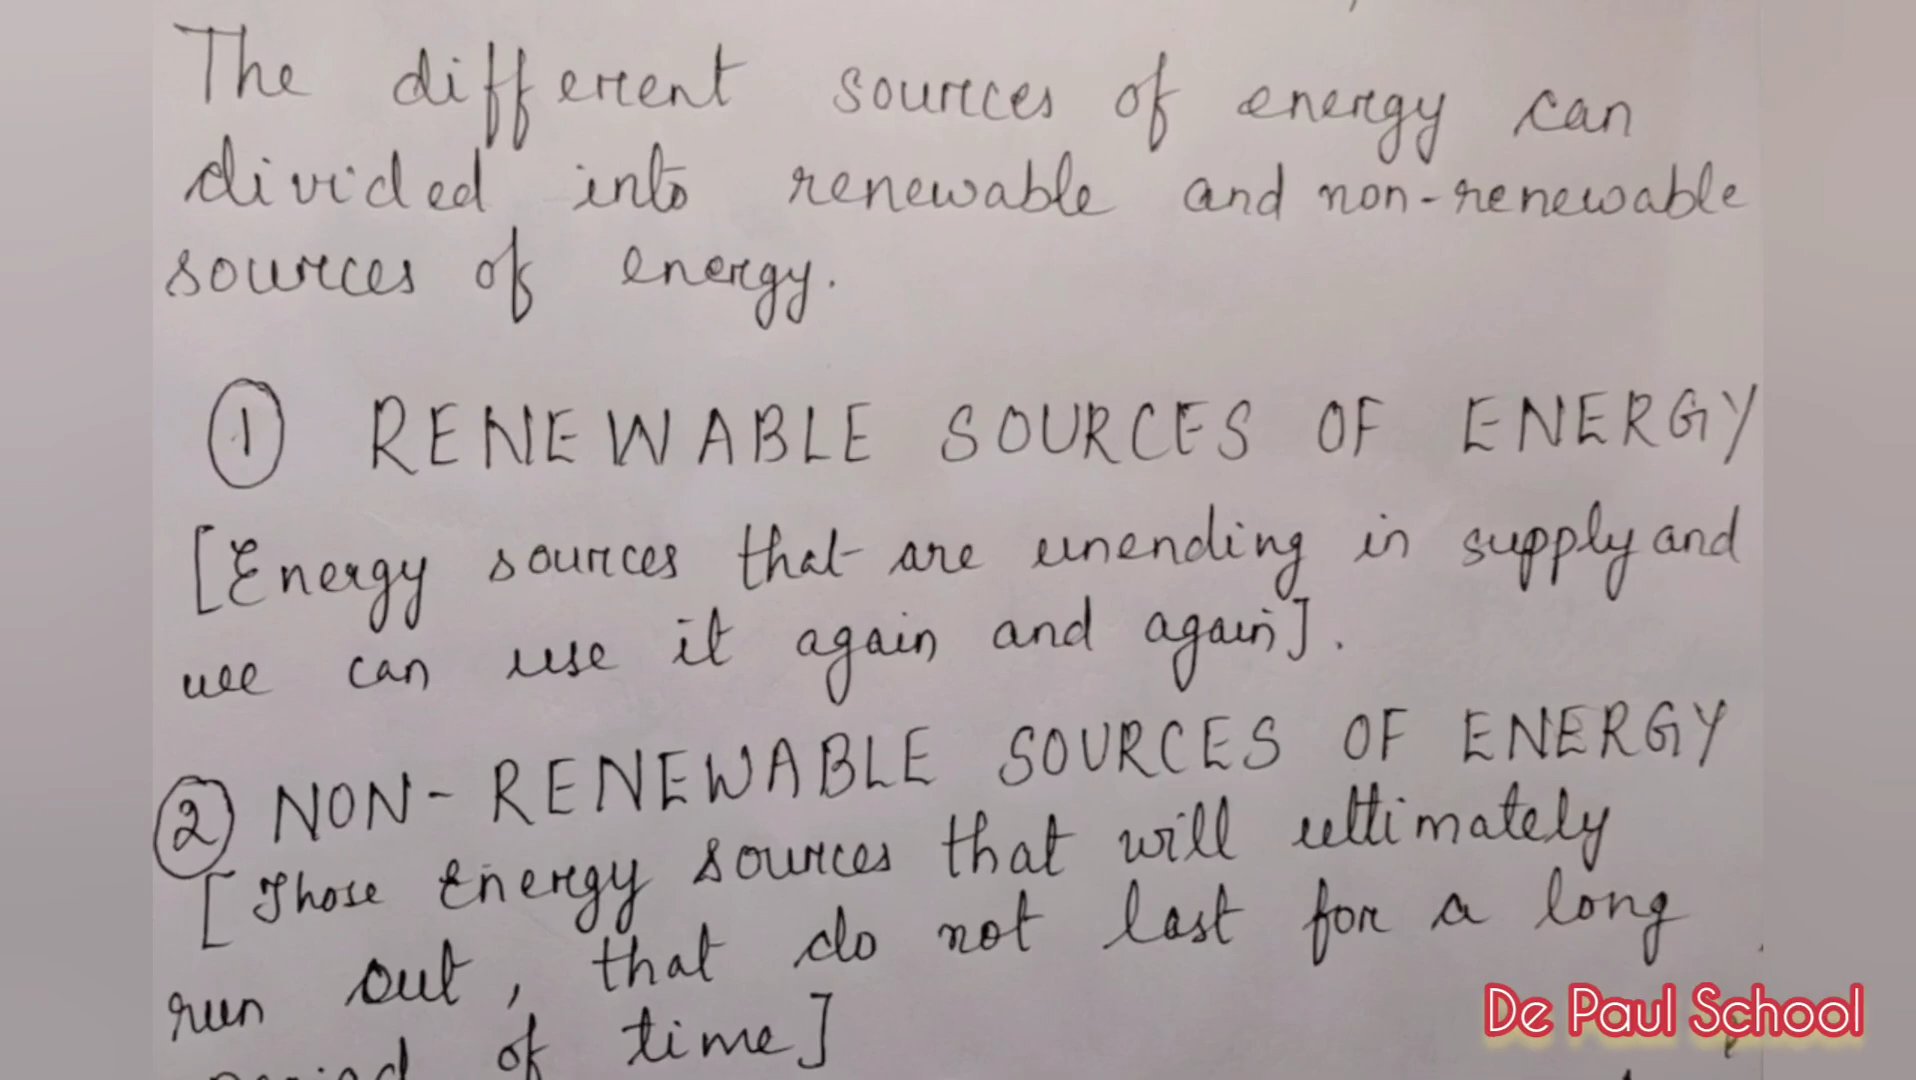 The different sources of energy can
divided into renewable and non-renewable
sources of energy.
① RENEWABLE SOURCES OF ENERGY
[Energy sources that are unending in supply and
we can use it again and again].
② NON-RENEWABLE SOURCES OF ENERGY
[Those Energy sources that will ultimately
run out, that do not last for a long
period of time]
De Paul School